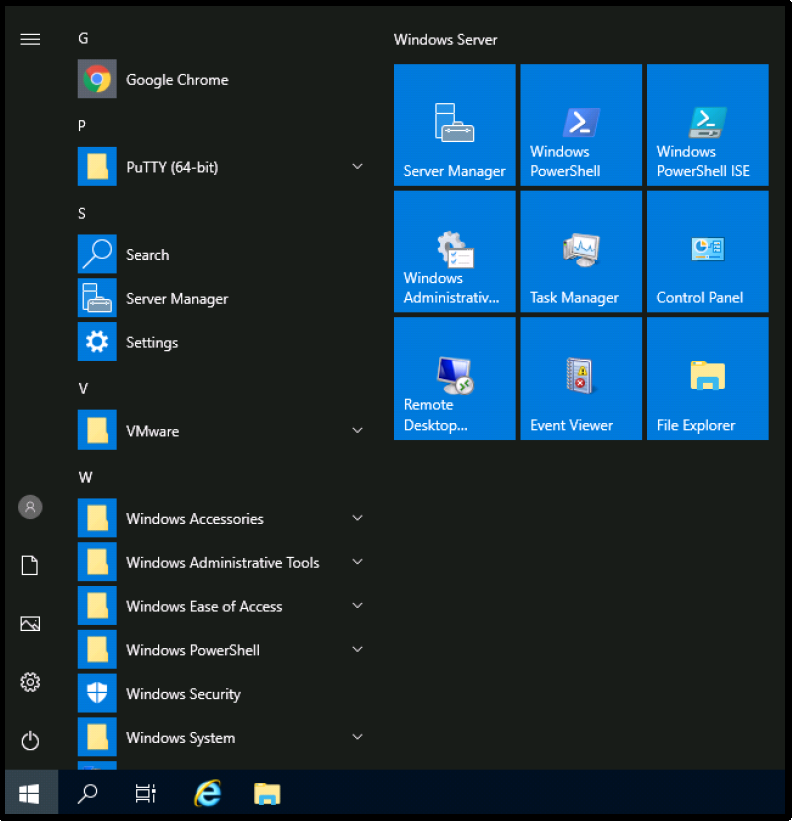 G
Google Chrome
P
PuTTY (64-bit)
S
Search
Server Manager
Settings
V
VMware
W
Windows Accessories
Windows Administrative Tools
Windows Ease of Access
Windows PowerShell
Windows Security
Windows System
Windows Server
Server Manager
Windows
PowerShell
Windows
PowerShell ISE
Windows
Administrativ...
Task Manager
Control Panel
Remote
Desktop...
Event Viewer
File Explorer